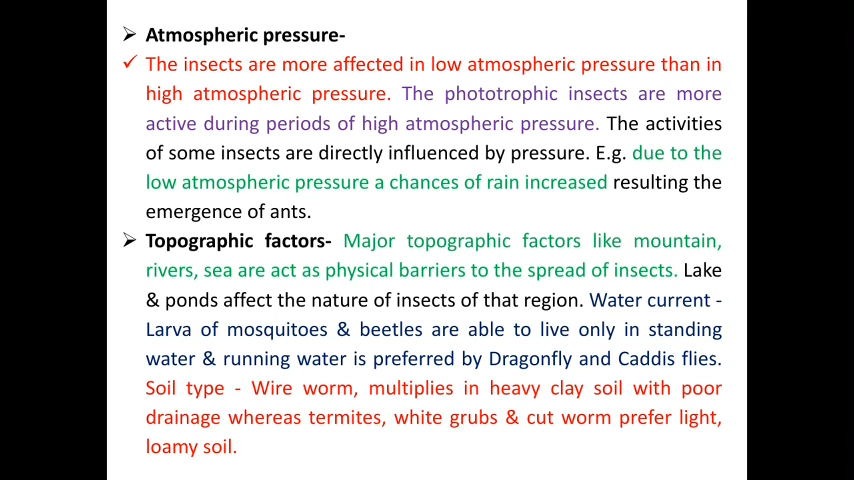 ➢ Atmospheric pressure-
✓ The insects are more affected in low atmospheric pressure than in
high atmospheric pressure. The phototrophic insects are more
active during periods of high atmospheric pressure. The activities
of some insects are directly influenced by pressure. E.g. due to the
low atmospheric pressure a chances of rain increased resulting the
emergence of ants.
➢ Topographic factors- Major topographic factors like mountain,
rivers, sea are act as physical barriers to the spread of insects. Lake
& ponds affect the nature of insects of that region. Water current -
Larva of mosquitoes & beetles are able to live only in standing
water & running water is preferred by Dragonfly and Caddis flies.
Soil type - Wire worm, multiplies in heavy clay soil with poor
drainage whereas termites, white grubs & cut worm prefer light,
loamy soil.